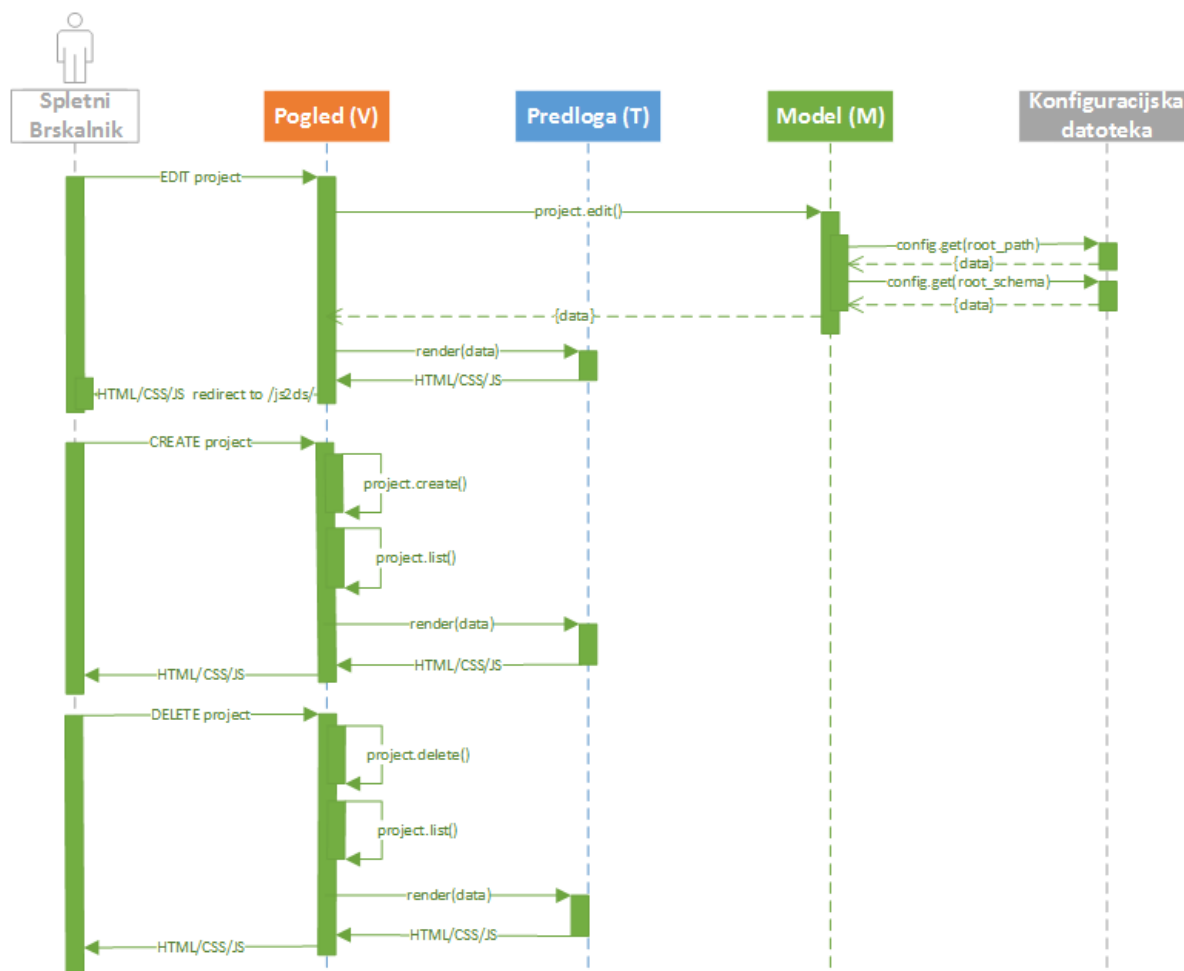 Spletni
Brskalnik
Pogled (V)
Predloga (T)
Model (M)
Konfiguracijska
datoteka
EDIT project
project.edit()
config.get(root_path)
{data}
config.get(root_schema)
{data}
{data}
render(data)
HTML/CSS/JS
HTML/CSS/JS redirect to /js2ds/
CREATE project
project.create()
project.list()
render(data)
HTML/CSS/JS
HTML/CSS/JS
DELETE project
project.delete()
project.list()
render(data)
HTML/CSS/JS
HTML/CSS/JS